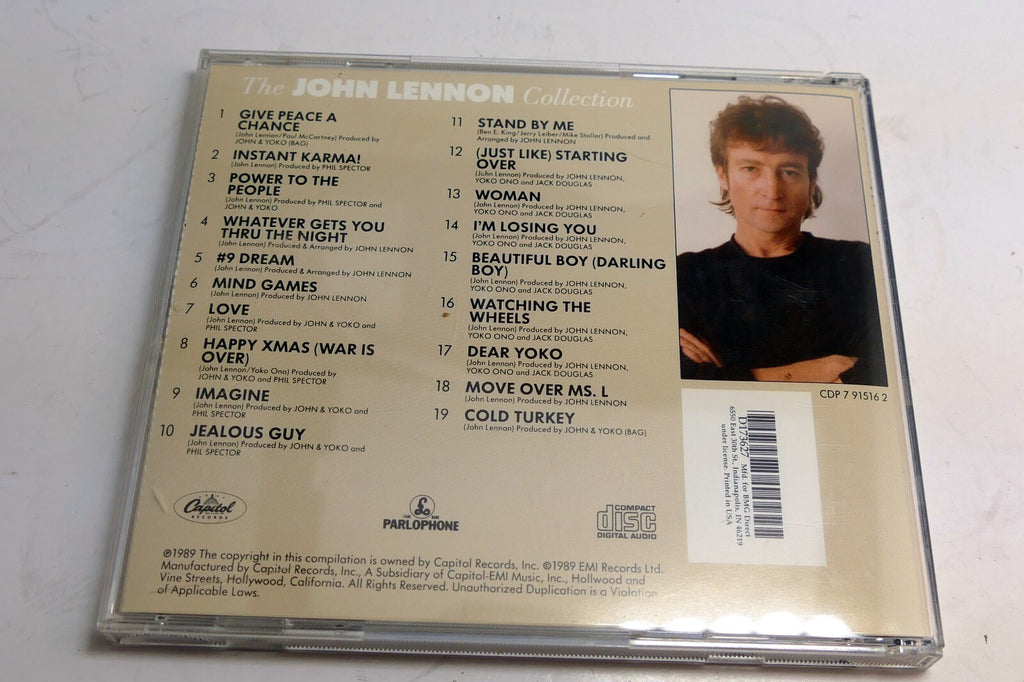 The JOHN LENNON Collection
1 GIVE PEACE A
CHANCE
(John Lennon/Paul McCartney) Produced by
JOHN & YOKO (BAG)
2 INSTANT KARMA!
(John Lennon) Produced by PHIL SPECTOR
3 POWER TO THE
PEOPLE
(John Lennon) Produced by PHIL SPECTOR and
JOHN & YOKO
4 WHATEVER GETS YOU
THRU THE NIGHT
(John Lennon) Produced & Arranged by JOHN LENNON
5 #9 DREAM
(John Lennon) Produced & Arranged by JOHN LENNON
6 MIND GAMES
(John Lennon) Produced by JOHN LENNON
7 LOVE
(John Lennon) Produced by JOHN & YOKO and
PHIL SPECTOR
8 HAPPY XMAS (WAR IS
OVER)
(John Lennon/Yoko Ono) Produced by
JOHN & YOKO and PHIL SPECTOR
9 IMAGINE
(John Lennon) Produced by JOHN & YOKO and
PHIL SPECTOR
10 JEALOUS GUY
(John Lennon) Produced by JOHN & YOKO and
PHIL SPECTOR
11 STAND BY ME
(Ben E. King/Jerry Leiber/Mike Stoller) Produced and
Arranged by JOHN LENNON
12 (JUST LIKE) STARTING
OVER
(John Lennon) Produced by JOHN LENNON,
YOKO ONO and JACK DOUGLAS
13 WOMAN
(John Lennon) Produced by JOHN LENNON,
YOKO ONO and JACK DOUGLAS
14 I'M LOSING YOU
(John Lennon) Produced by JOHN LENNON,
YOKO ONO and JACK DOUGLAS
15 BEAUTIFUL BOY (DARLING
BOY)
(John Lennon) Produced by JOHN LENNON,
YOKO ONO and JACK DOUGLAS
16 WATCHING THE
WHEELS
(John Lennon) Produced by JOHN LENNON,
YOKO ONO and JACK DOUGLAS
17 DEAR YOKO
(John Lennon) Produced by JOHN LENNON,
YOKO ONO and JACK DOUGLAS
18 MOVE OVER MS. L
(John Lennon) Produced by JOHN LENNON
19 COLD TURKEY
(John Lennon) Produced by JOHN & YOKO (BAG)
CDP 7 91516 2
D173627 Mfd. for BMG Direct
6550 East 30th St., Indianapolis, IN 46219
under license. Printed in USA
Capitol
RECORDS
PARLOPHONE
COMPACT
disc
DIGITAL AUDIO
℗1989 The copyright in this compilation is owned by Capitol Records, Inc. ©1989 EMI Records Ltd.
Manufactured by Capitol Records, Inc., A Subsidiary of Capitol-EMI Music, Inc., Hollwood and
Vine Streets, Hollywood, California. All Rights Reserved. Unauthorized Duplication is a Violation
of Applicable Laws.